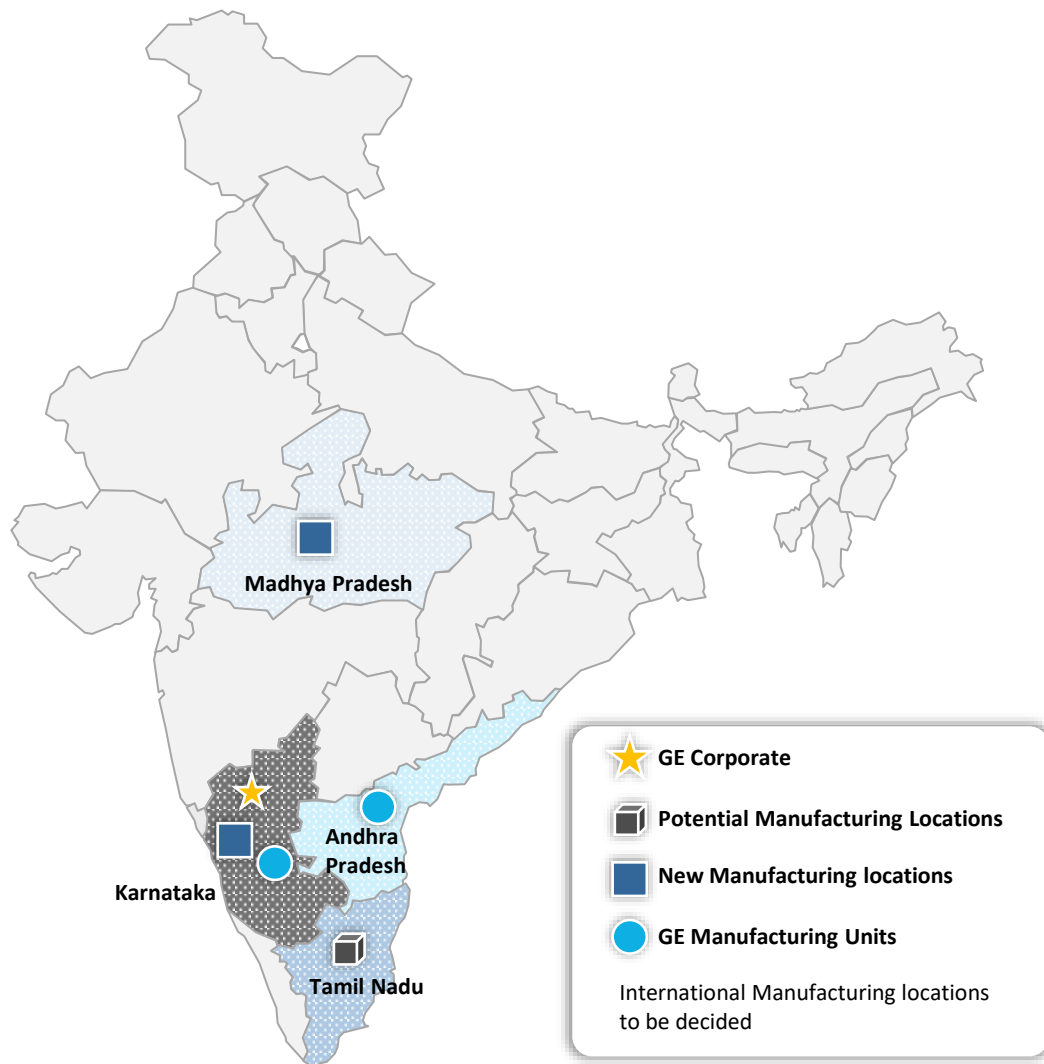 Madhya Pradesh
Andhra
Pradesh
Karnataka
Tamil Nadu
GE Corporate
Potential Manufacturing Locations
New Manufacturing locations
GE Manufacturing Units
International Manufacturing locations
to be decided